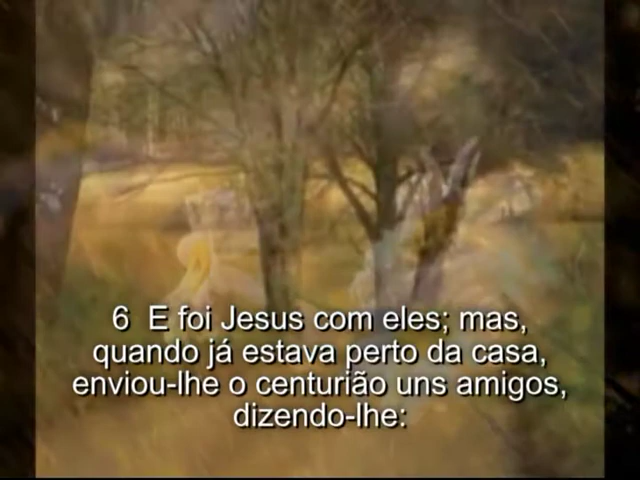 6 E foi Jesus com eles; mas,
quando já estava perto da casa,
enviou-lhe o centurião uns amigos,
dizendo-lhe: